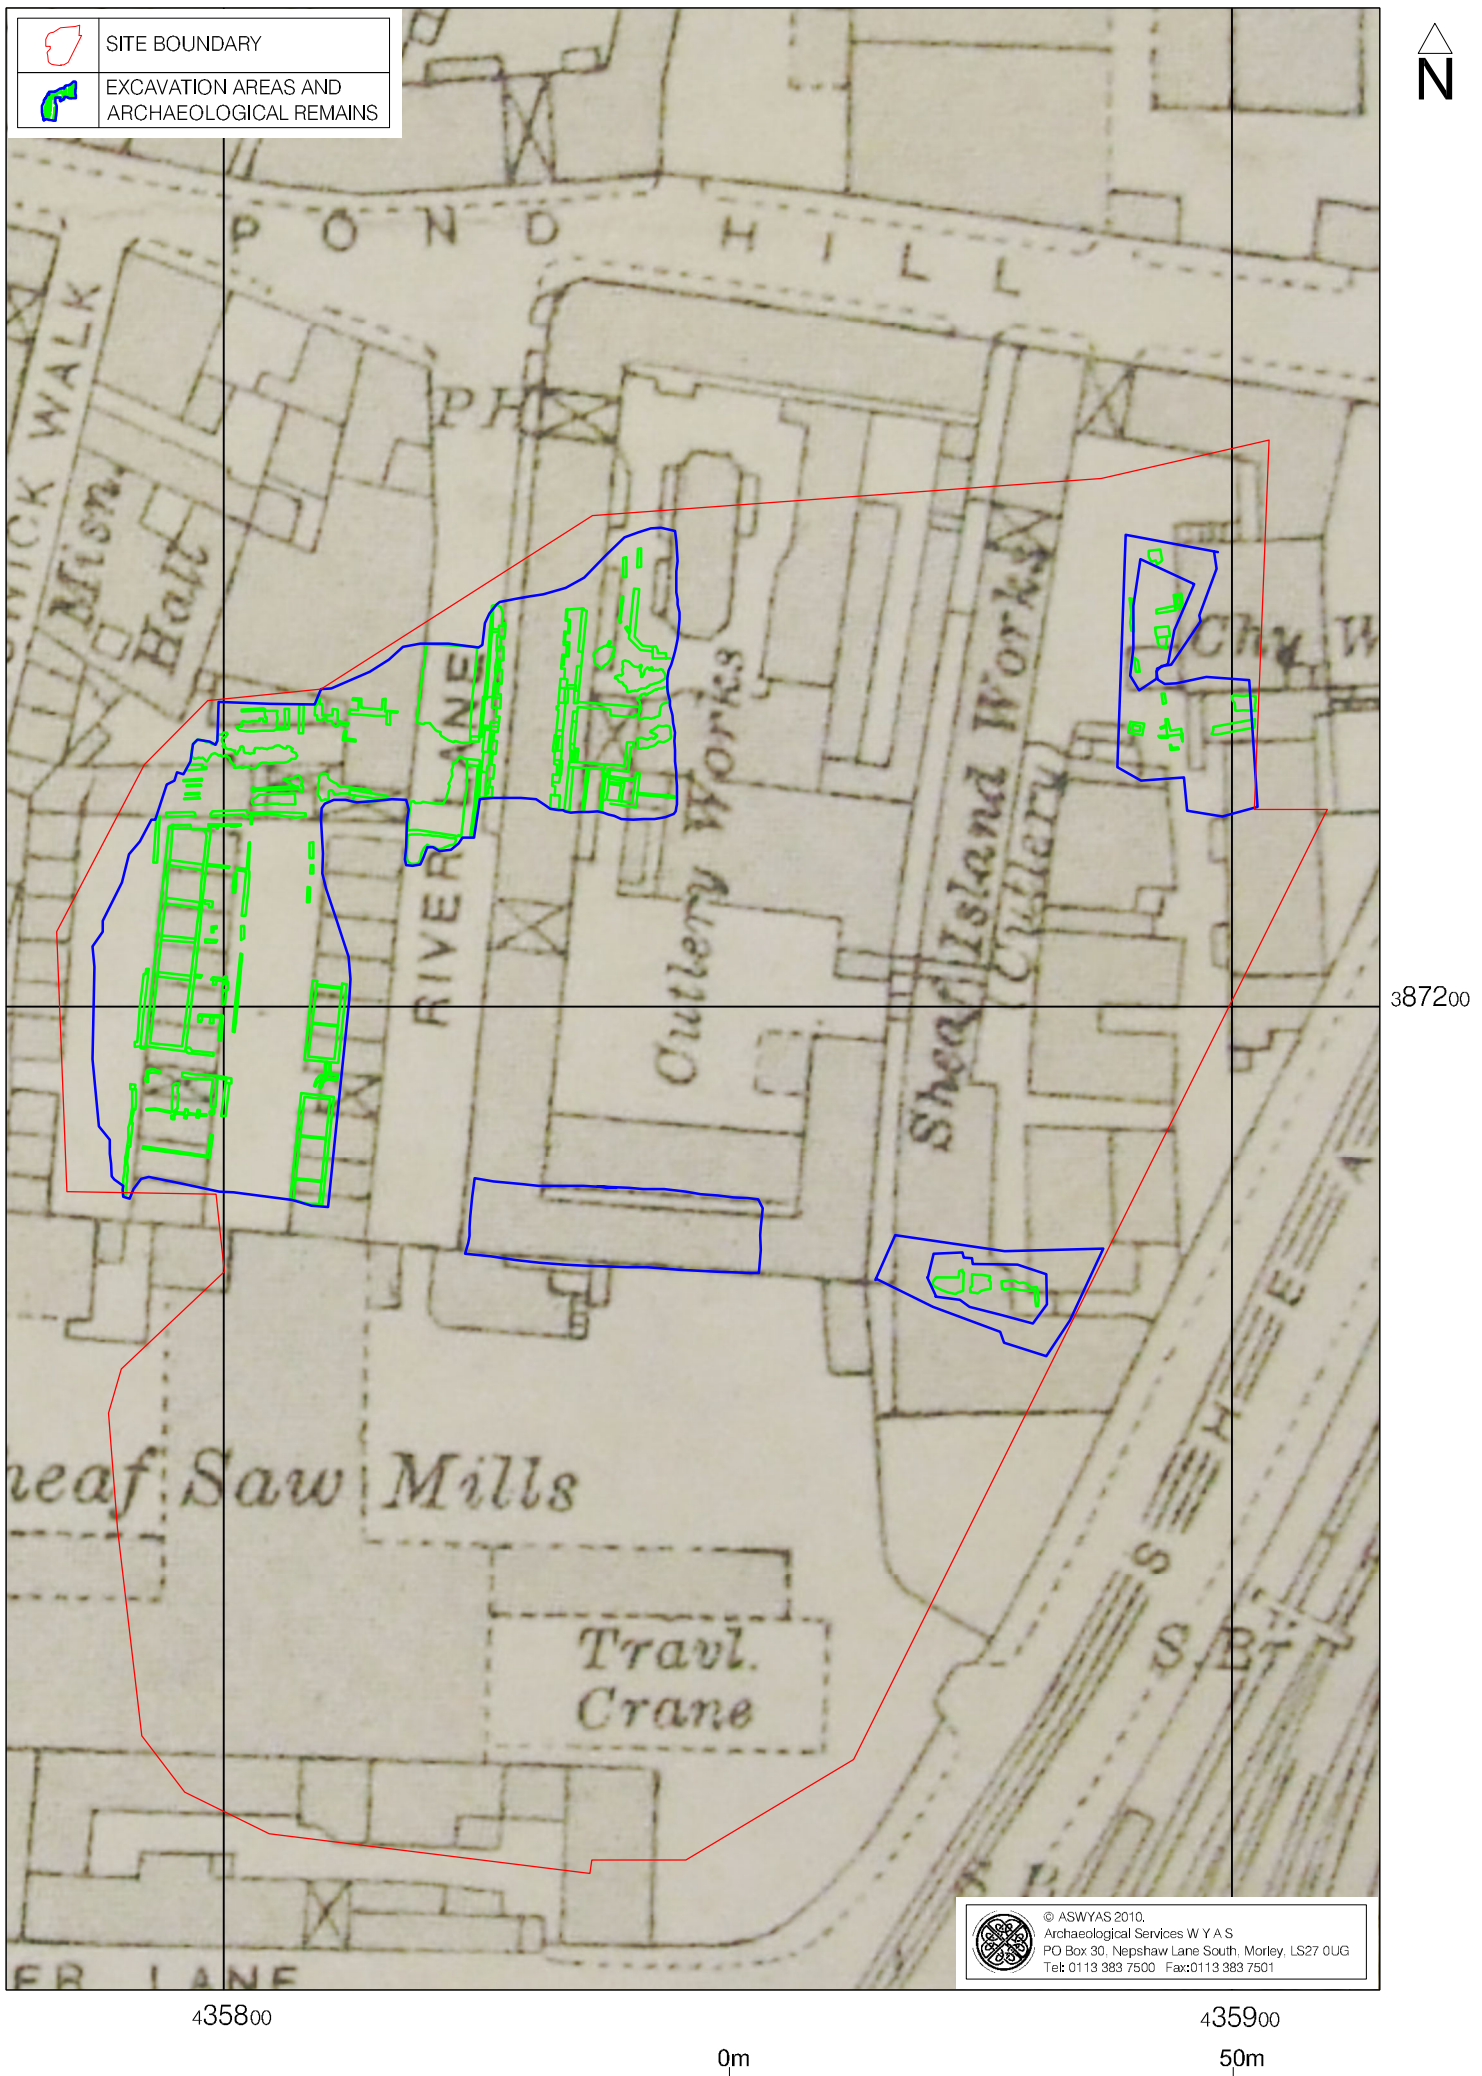 SITE BOUNDARY
EXCAVATION AREAS AND
ARCHAEOLOGICAL REMAINS
N
POND HILL
WALK
PH
Misn.
Hall
RIVER LANE
Cutlery Works
Sheaf Island Works
Cutlery
Chy. W
387200
SHEA
heaf Saw Mills
Travl.
Crane
S.B.
ER LANE
© ASWYAS 2010.
Archaeological Services W Y A S
PO Box 30, Nepshaw Lane South, Morley, LS27 0UG
Tel: 0113 383 7500 Fax:0113 383 7501
435800
435900
0m
50m